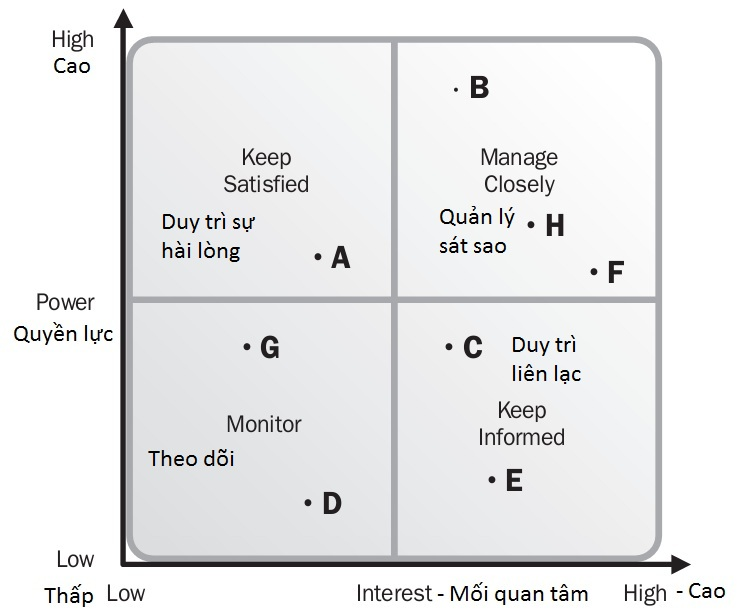 High
Cao
B
Keep
Satisfied
Manage
Closely
Duy trì sự
hài lòng
Quản lý
sát sao
H
A
F
Power
Quyền lực
G
C
Duy trì
liên lạc
Keep
Informed
Monitor
Theo dõi
E
D
Low
Thấp
Low
Interest - Mối quan tâm
High - Cao